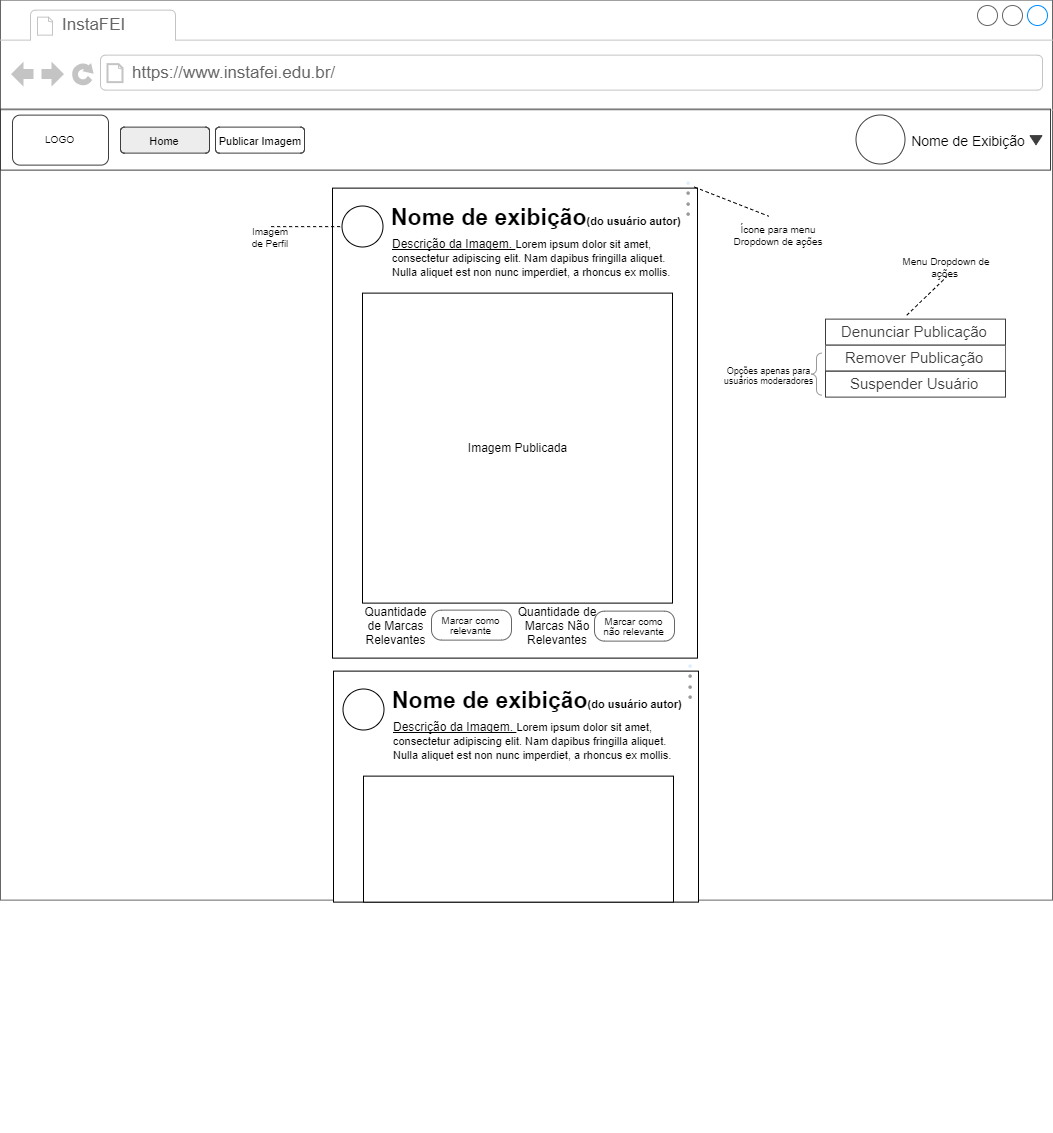 InstaFEI
https://www.instafei.edu.br/
LOGO
Home
Publicar Imagem
Nome de Exibição
Imagem
de Perfil
Nome de exibição(do usuário autor)
Descrição da Imagem. Lorem ipsum dolor sit amet,
consectetur adipiscing elit. Nam dapibus fringilla aliquet.
Nulla aliquet est non nunc imperdiet, a rhoncus ex mollis.
Ícone para menu
Dropdown de ações
Menu Dropdown de
ações
Denunciar Publicação
Remover Publicação
Suspender Usuário
Opções apenas para
usuários moderadores
Imagem Publicada
Quantidade
de Marcas
Relevantes
Marcar como
relevante
Quantidade de
Marcas Não
Relevantes
Marcar como
não relevante
Nome de exibição(do usuário autor)
Descrição da Imagem. Lorem ipsum dolor sit amet,
consectetur adipiscing elit. Nam dapibus fringilla aliquet.
Nulla aliquet est non nunc imperdiet, a rhoncus ex mollis.